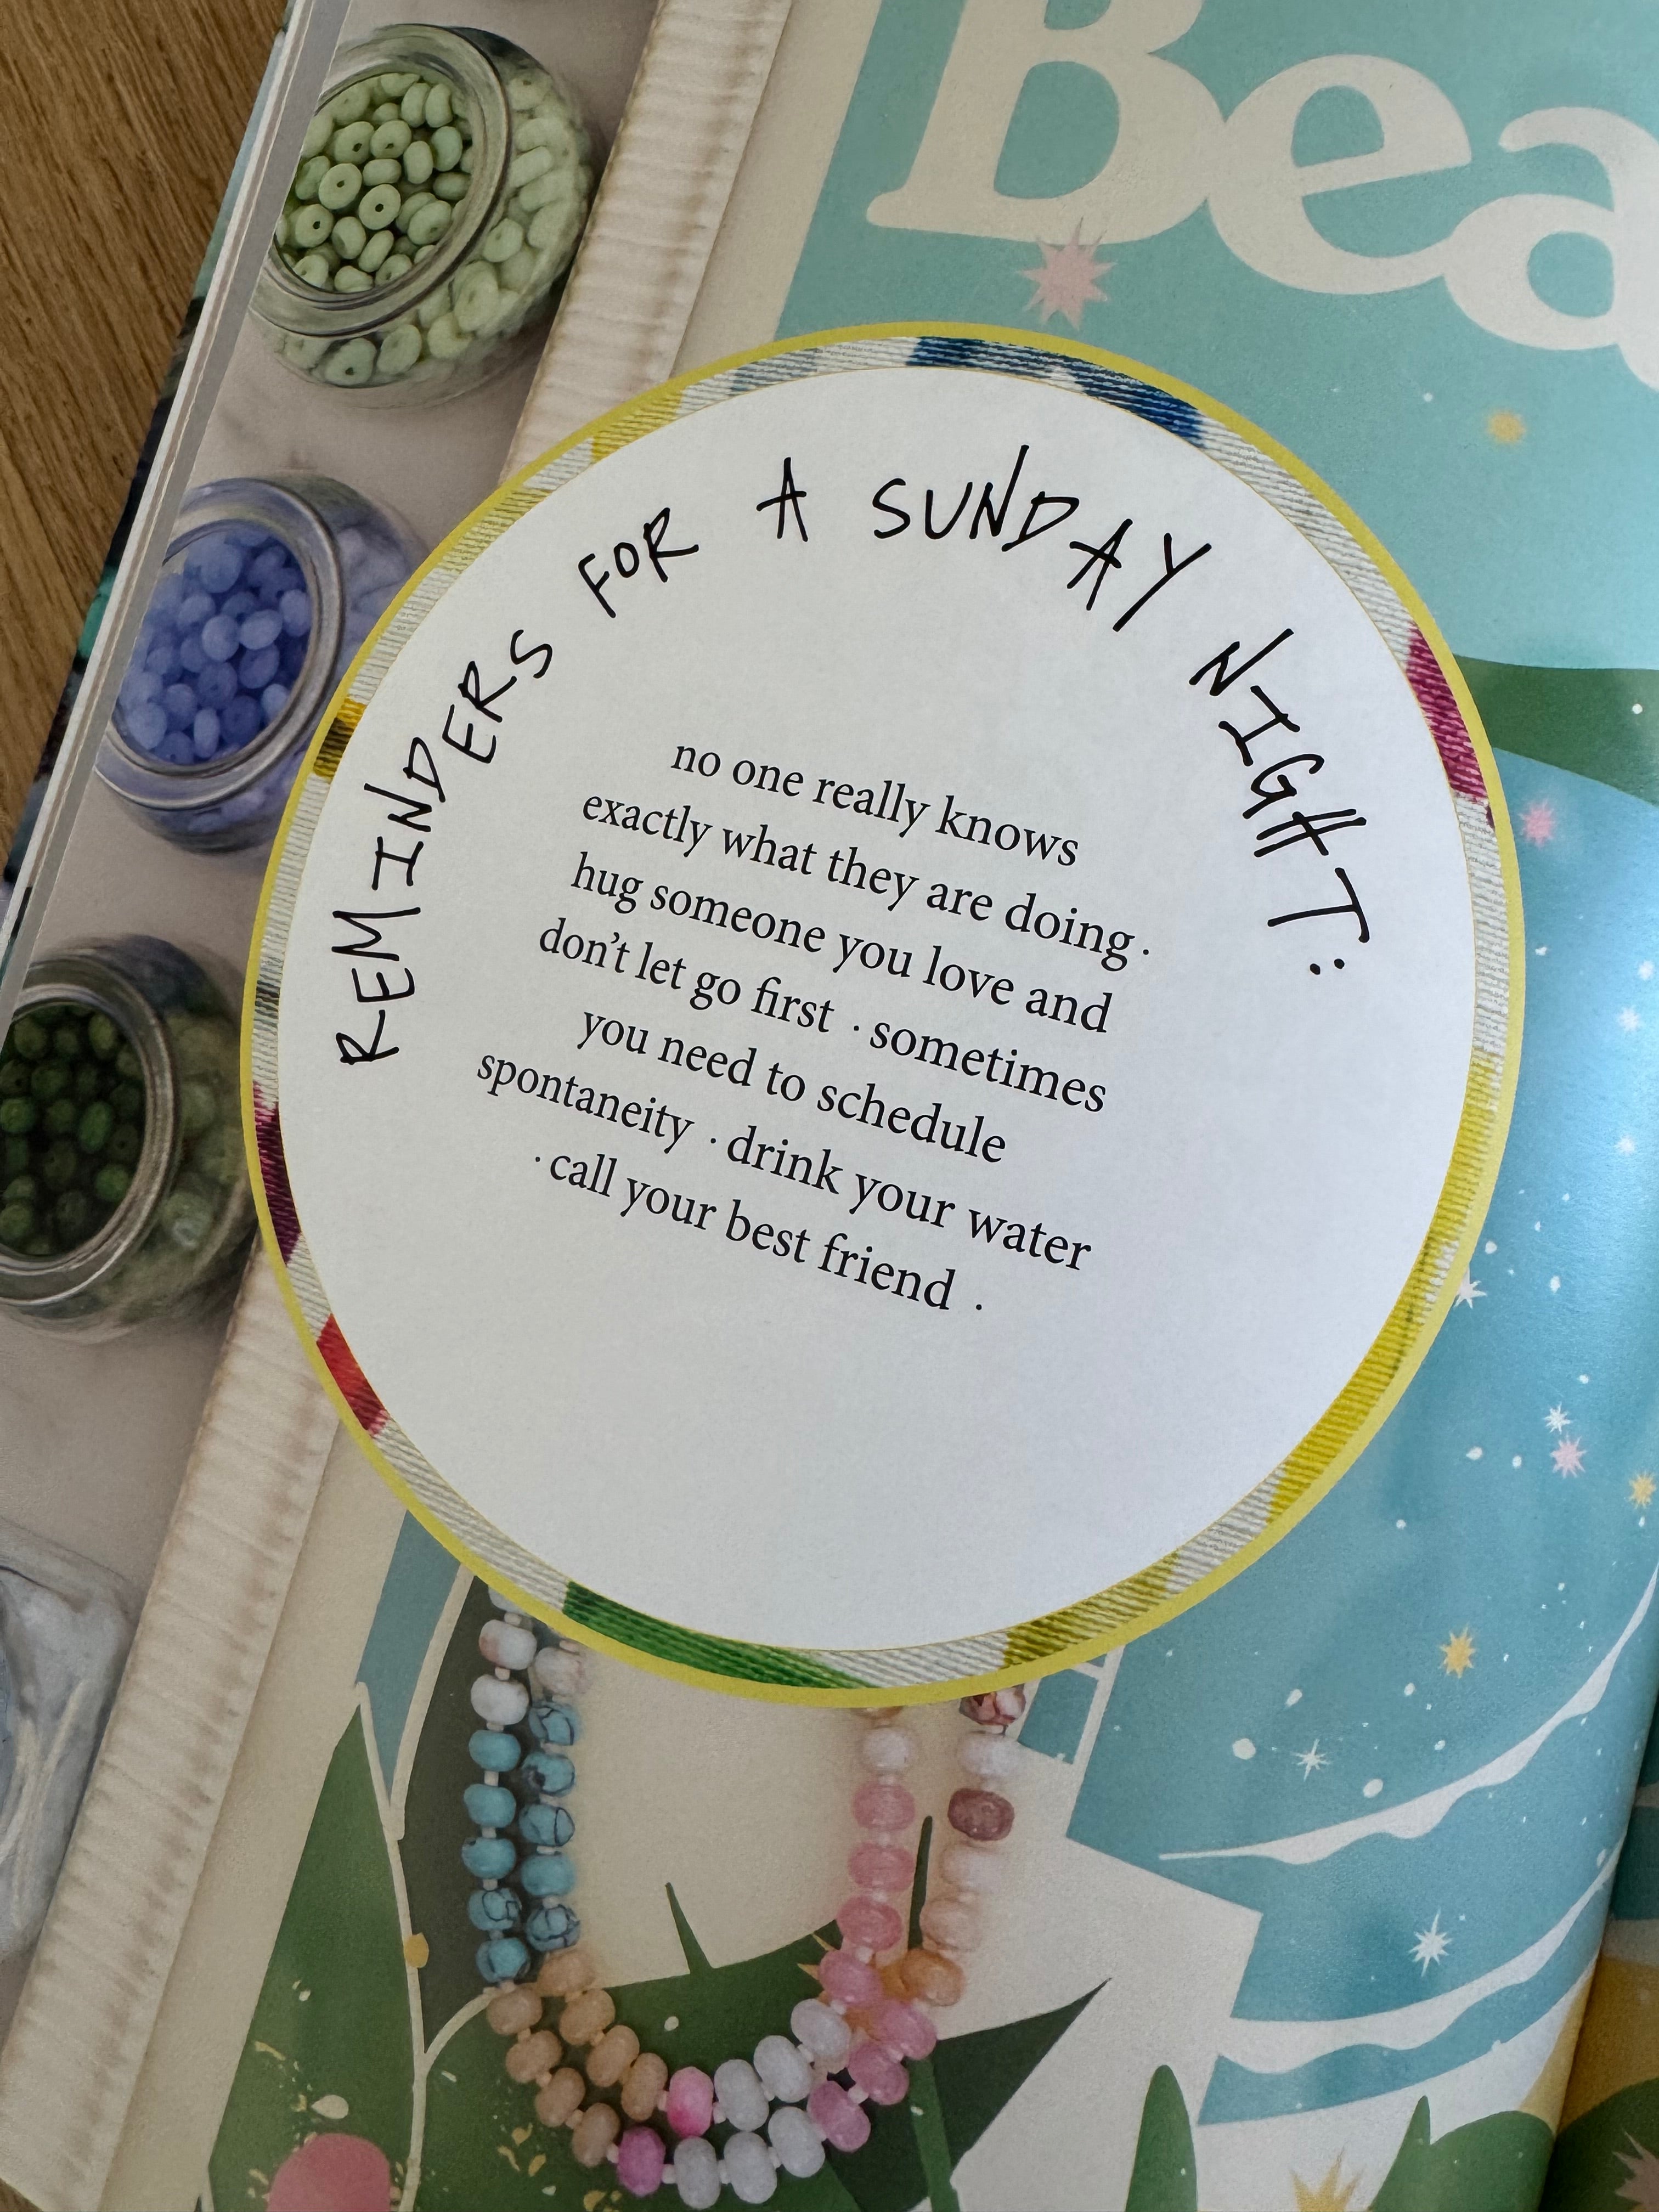 Bea
REMINDERS FOR A SUNDAY NIGHT:
no one really knows
exactly what they are doing ·
hug someone you love and
don't let go first · sometimes
you need to schedule
spontaneity · drink your water
· call your best friend ·